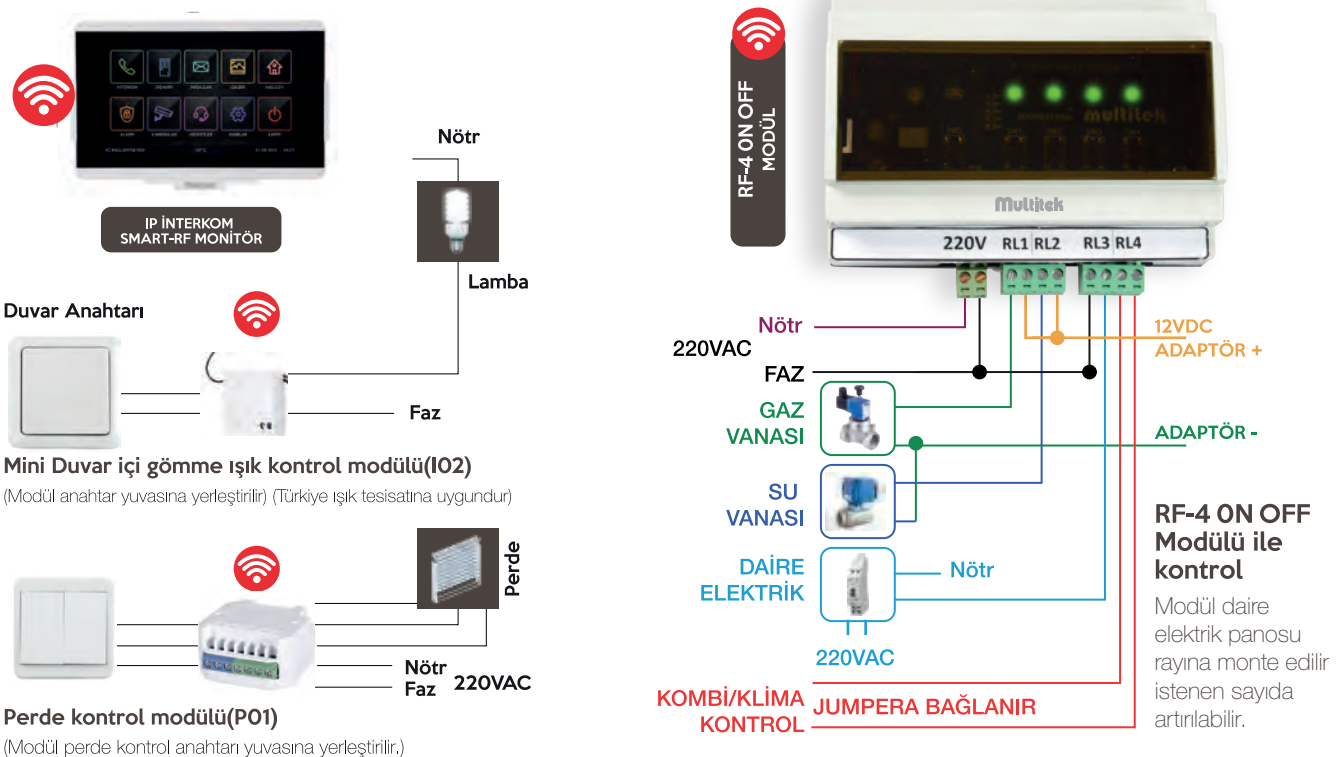 IP İNTERKOM
SMART-RF MONİTÖR
Nötr
Lamba
Duvar Anahtarı
Faz
Mini Duvar içi gömme ışık kontrol modülü(I02)
(Modül anahtar yuvasına yerleştirilir) (Türkiye ışık tesisatına uygundur)
Perde
Nötr
Faz 220VAC
Perde kontrol modülü(P01)
(Modül perde kontrol anahtarı yuvasına yerleştirilir.)
RF-4 0N OFF
MODÜL
multitek
Multitek
220V RL1 RL2 RL3 RL4
Nötr
220VAC
FAZ
12VDC
ADAPTÖR +
GAZ
VANASI
ADAPTÖR -
SU
VANASI
DAİRE
ELEKTRİK
Nötr
220VAC
KOMBİ/KLİMA
KONTROL
JUMPERA BAĞLANIR
RF-4 0N OFF
Modülü ile
kontrol
Modül daire
elektrik panosu
rayına monte edilir
istenen sayıda
artırılabilir.